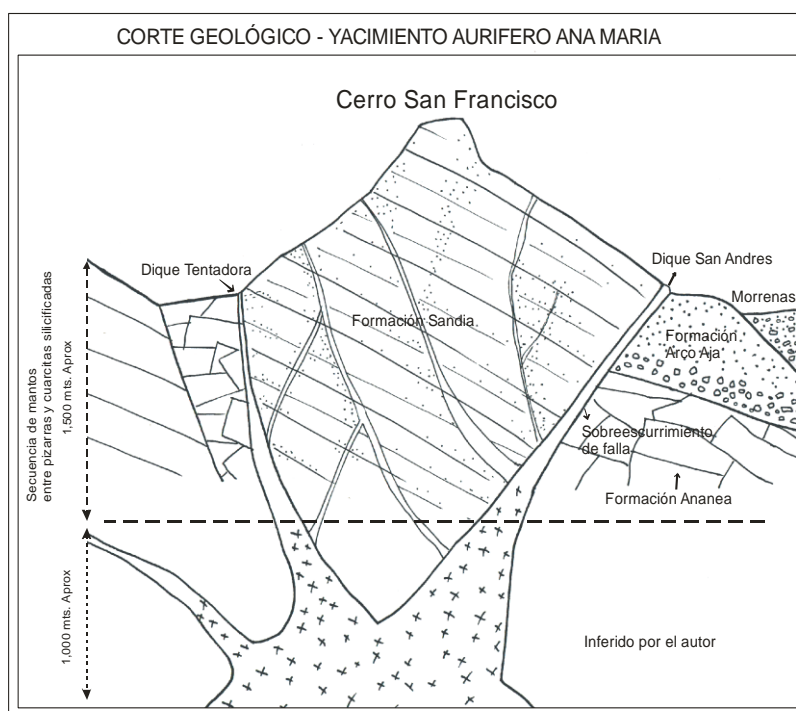 CORTE GEOLÓGICO - YACIMIENTO AURIFERO ANA MARIA
Cerro San Francisco
Dique Tentadora
Dique San Andres
Morrenas
Formación Sandia
Formación
Arco Aja
Sobreescurrimiento
de falla
Formación Ananea
Secuencia de mantos
entre pizarras y cuarcitas silicificadas
1,500 mts. Aprox
1,000 mts. Aprox
Inferido por el autor